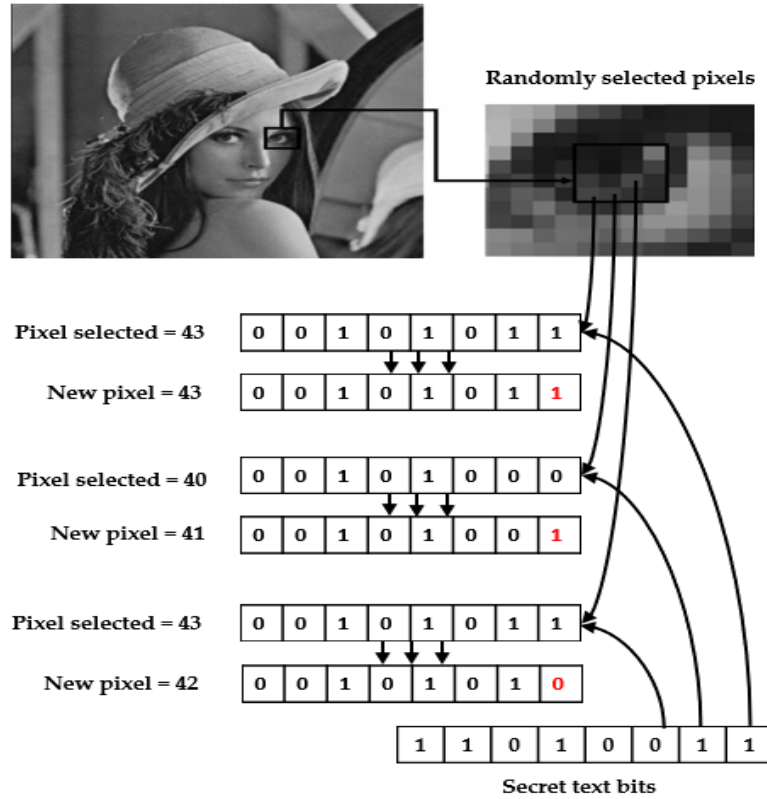 Randomly selected pixels
Pixel selected = 43 0 0 1 0 1 0 1 1
New pixel = 43 0 0 1 0 1 0 1 1
Pixel selected = 40 0 0 1 0 1 0 0 0
New pixel = 41 0 0 1 0 1 0 0 1
Pixel selected = 43 0 0 1 0 1 0 1 1
New pixel = 42 0 0 1 0 1 0 1 0
1 1 0 1 0 0 1 1
Secret text bits